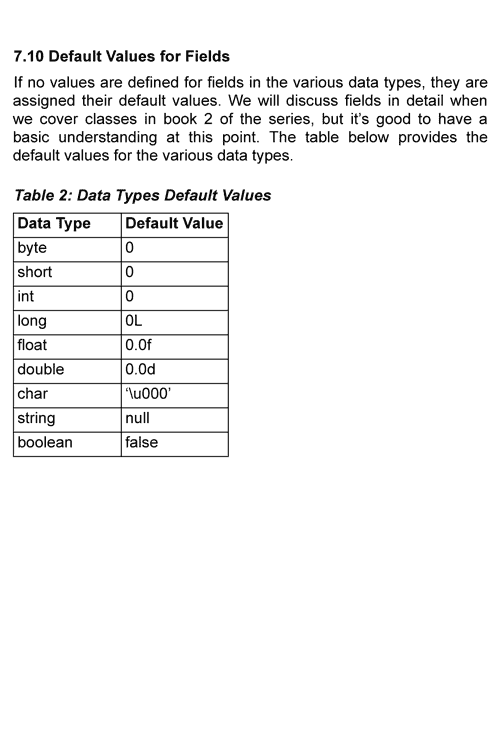 7.10 Default Values for Fields
If no values are defined for fields in the various data types, they are
assigned their default values. We will discuss fields in detail when
we cover classes in book 2 of the series, but it’s good to have a
basic understanding at this point. The table below provides the
default values for the various data types.
Table 2: Data Types Default Values
Data Type Default Value
byte 0
short 0
int 0
long 0L
float 0.0f
double 0.0d
char ‘\u000’
string null
boolean false